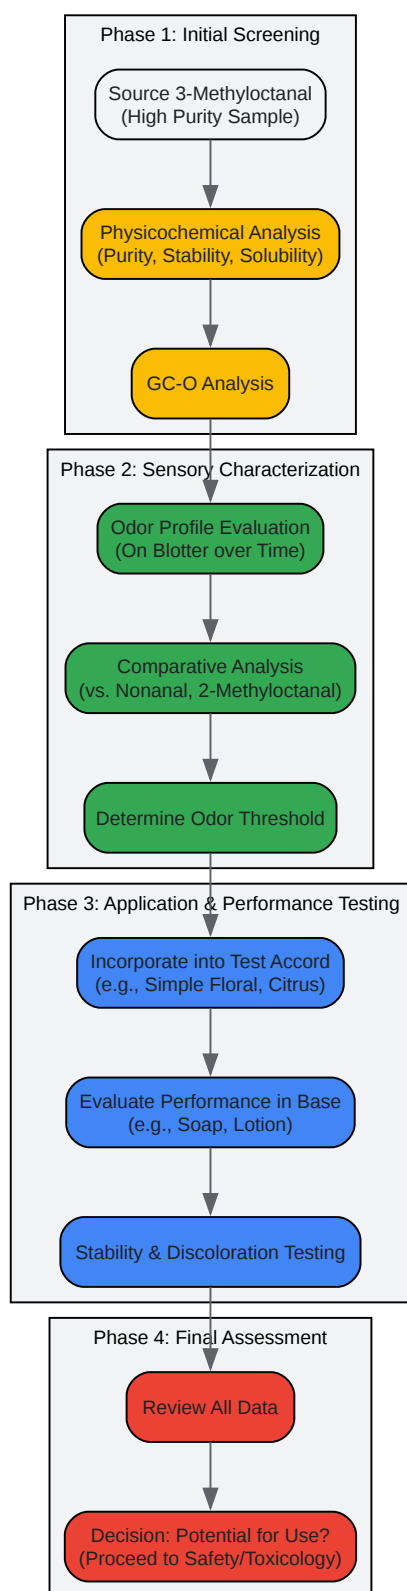 Phase 1: Initial Screening
Source 3-Methyloctanal
(High Purity Sample)
Physicochemical Analysis
(Purity, Stability, Solubility)
GC-O Analysis
Phase 2: Sensory Characterization
Odor Profile Evaluation
(On Blotter over Time)
Comparative Analysis
(vs. Nonanal, 2-Methyloctanal)
Determine Odor Threshold
Phase 3: Application & Performance Testing
Incorporate into Test Accord
(e.g., Simple Floral, Citrus)
Evaluate Performance in Base
(e.g., Soap, Lotion)
Stability & Discoloration Testing
Phase 4: Final Assessment
Review All Data
Decision: Potential for Use?
(Proceed to Safety/Toxicology)